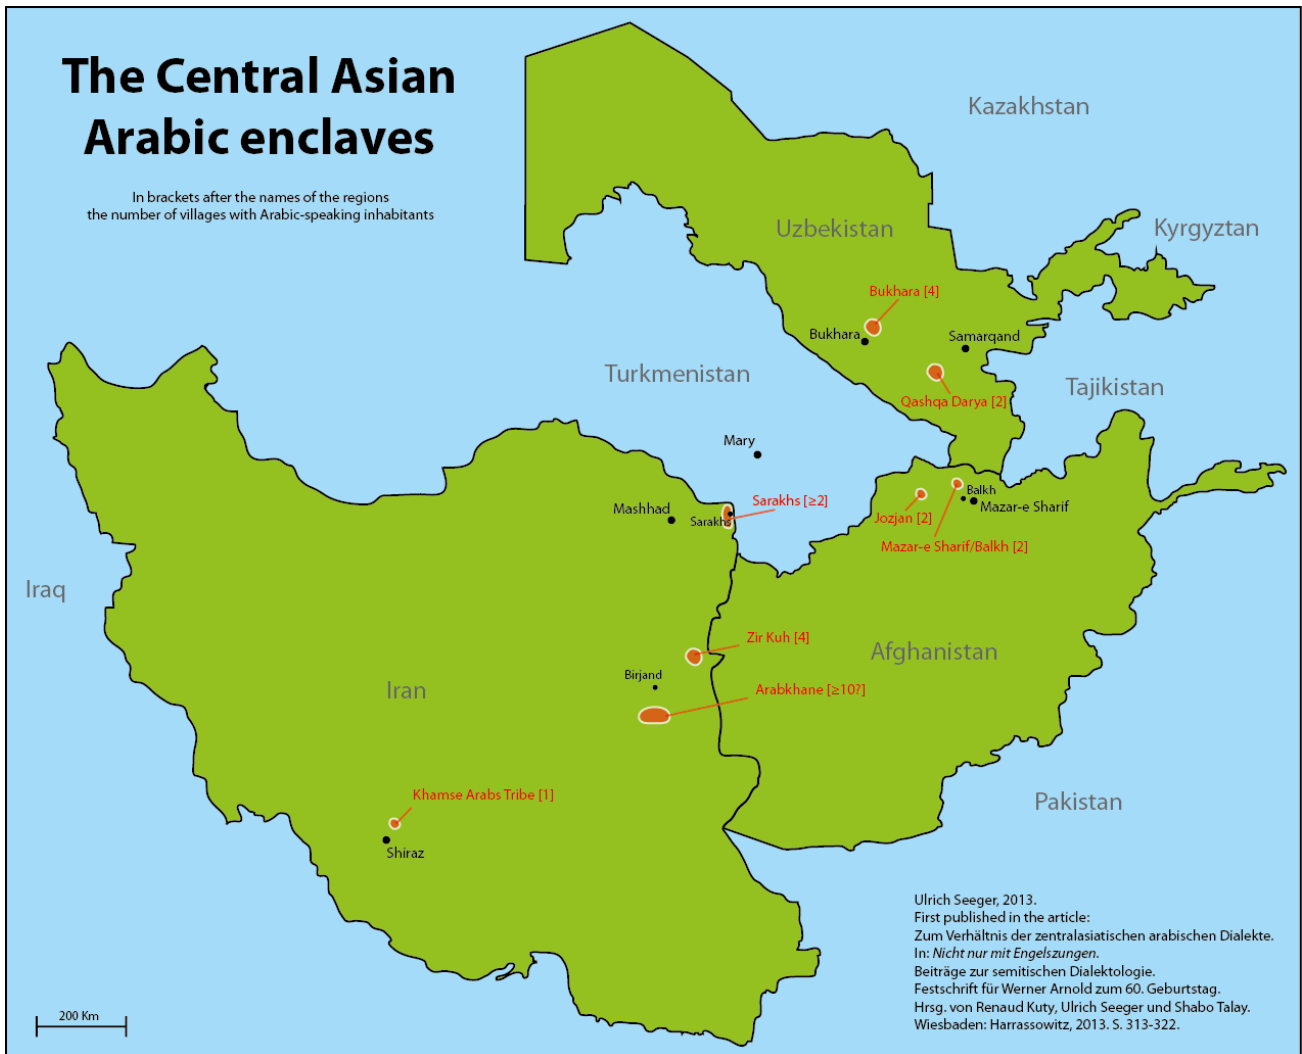 The Central Asian
Arabic enclaves
In brackets after the names of the regions
the number of villages with Arabic-speaking inhabitants
Kazakhstan
Uzbekistan
Kyrgyztan
Bukhara [4]
Bukhara
Samarqand
Turkmenistan
Tajikistan
Qashqa Darya [2]
Mary
Balkh
Mazar-e Sharif
Mashhad
Sarakhs [≥2]
Sarakhs
Jozjan [2]
Mazar-e Sharif/Balkh [2]
Iraq
Zir Kuh [4]
Afghanistan
Birjand
Iran
Arabkhane [≥10?]
Khamse Arabs Tribe [1]
Pakistan
Shiraz
Ulrich Seeger, 2013.
First published in the article:
Zum Verhältnis der zentralasiatischen arabischen Dialekte.
In: Nicht nur mit Engelszungen.
Beiträge zur semitischen Dialektologie.
Festschrift für Werner Arnold zum 60. Geburtstag.
Hrsg. von Renaud Kuty, Ulrich Seeger und Shabo Talay.
Wiesbaden: Harrassowitz, 2013. S. 313-322.
200 Km